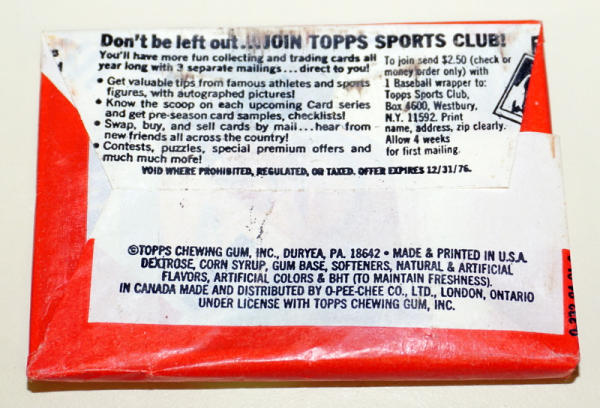 Don't be left out...JOIN TOPPS SPORTS CLUB!
You'll have more fun collecting and trading cards all
year long with 3 separate mailings...direct to you!
• Get valuable tips from famous athletes and sports
figures, with autographed pictures!
• Know the scoop on each upcoming Card series
and get pre-season card samples, checklists!
• Swap, buy, and sell cards by mail...hear from
new friends all across the country!
• Contests, puzzles, special premium offers and
much much more!
To join send $2.50 (check or
money order only) with
1 Baseball wrapper to:
Topps Sports Club,
Box 4600, Westbury,
N.Y. 11592. Print
name, address, zip clearly.
Allow 4 weeks
for first mailing.
VOID WHERE PROHIBITED, REGULATED, OR TAXED. OFFER EXPIRES 12/31/76.
©TOPPS CHEWING GUM, INC., DURYEA, PA. 18642 • MADE & PRINTED IN U.S.A.
DEXTROSE, CORN SYRUP, GUM BASE, SOFTENERS, NATURAL & ARTIFICIAL
FLAVORS, ARTIFICIAL COLORS & BHT (TO MAINTAIN FRESHNESS).
IN CANADA MADE AND DISTRIBUTED BY O-PEE-CHEE CO., LTD., LONDON, ONTARIO
UNDER LICENSE WITH TOPPS CHEWING GUM, INC.